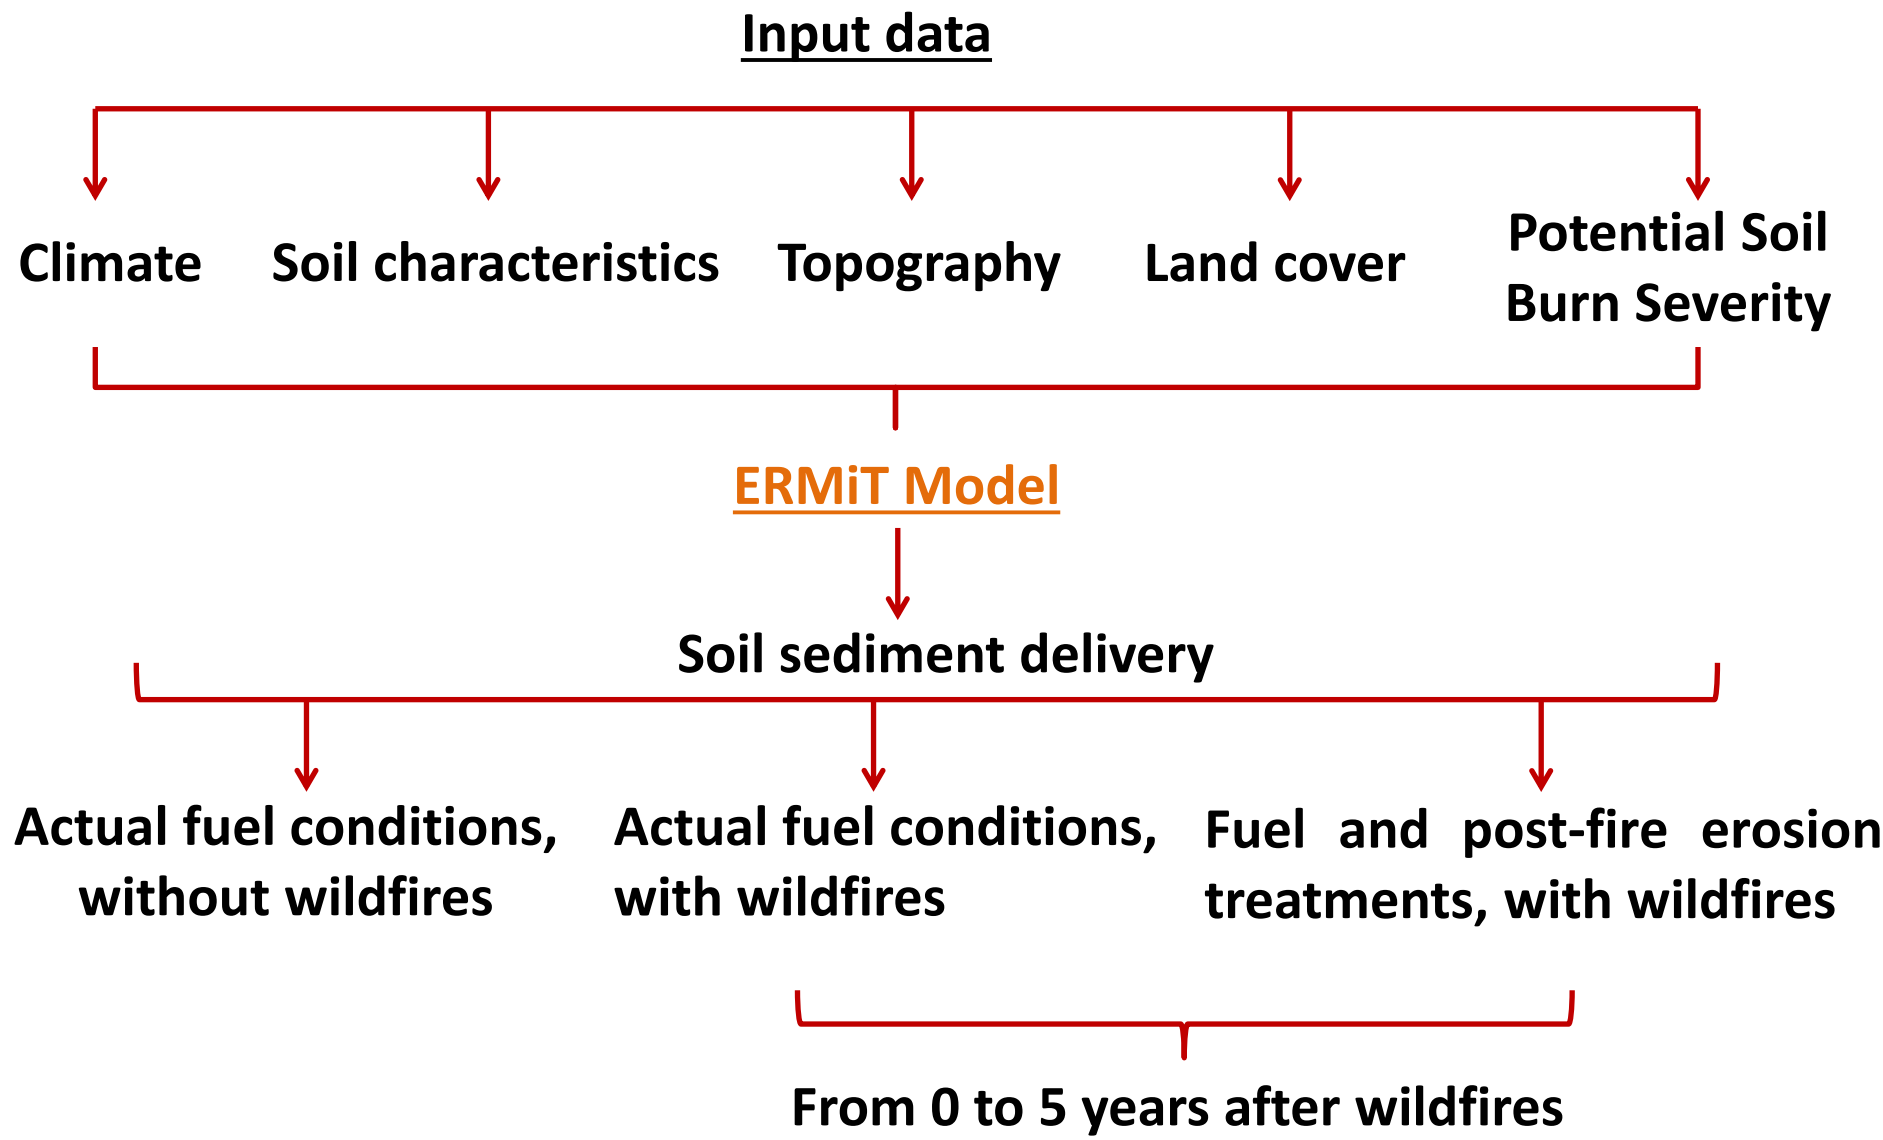 Input data
Climate
Soil characteristics
Topography
Land cover
Potential Soil
Burn Severity
ERMiT Model
Soil sediment delivery
Actual fuel conditions,
without wildfires
Actual fuel conditions,
with wildfires
Fuel and post-fire erosion
treatments, with wildfires
From 0 to 5 years after wildfires